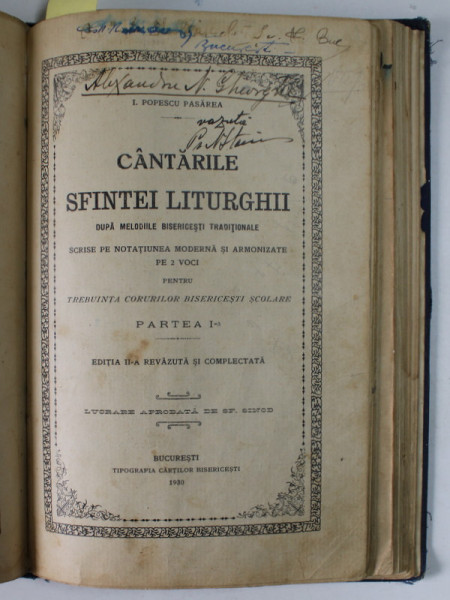 București
Alexandru N. Gheorghe
I. POPESCU PASĂREA
CÂNTĂRILE
SFINTEI LITURGHII
DUPĂ MELODIILE BISERICEȘTI TRADIȚIONALE
SCRISE PE NOTAȚIUNEA MODERNĂ ȘI ARMONIZATE
PE 2 VOCI
PENTRU
TREBUINȚA CORURILOR BISERICEȘTI ȘCOLARE
PARTEA I-a
EDIȚIA II-A REVĂZUTĂ ȘI COMPLECTATĂ
LUCRARE APROBATĂ DE SF. SINOD
BUCUREȘTI
TIPOGRAFIA CĂRȚILOR BISERICEȘTI
1930